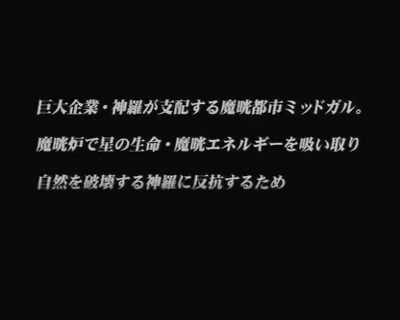 巨大企業・神羅が支配する魔晄都市ミッドガル。
魔晄炉で星の生命・魔晄エネルギーを吸い取り
自然を破壊する神羅に反抗するため